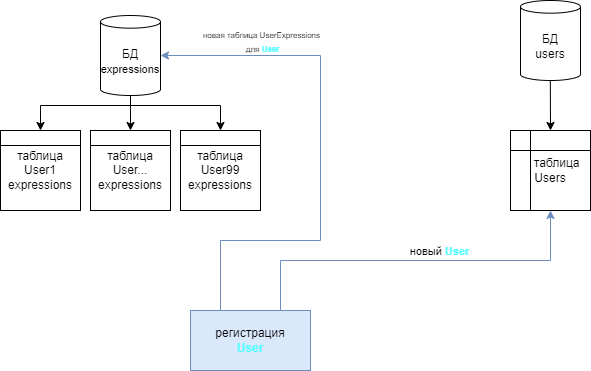 новая таблица UserExpressions
для User
БД
expressions
БД
users
таблица
User1
expressions
таблица
User...
expressions
таблица
User99
expressions
таблица
Users
новый User
регистрация
User